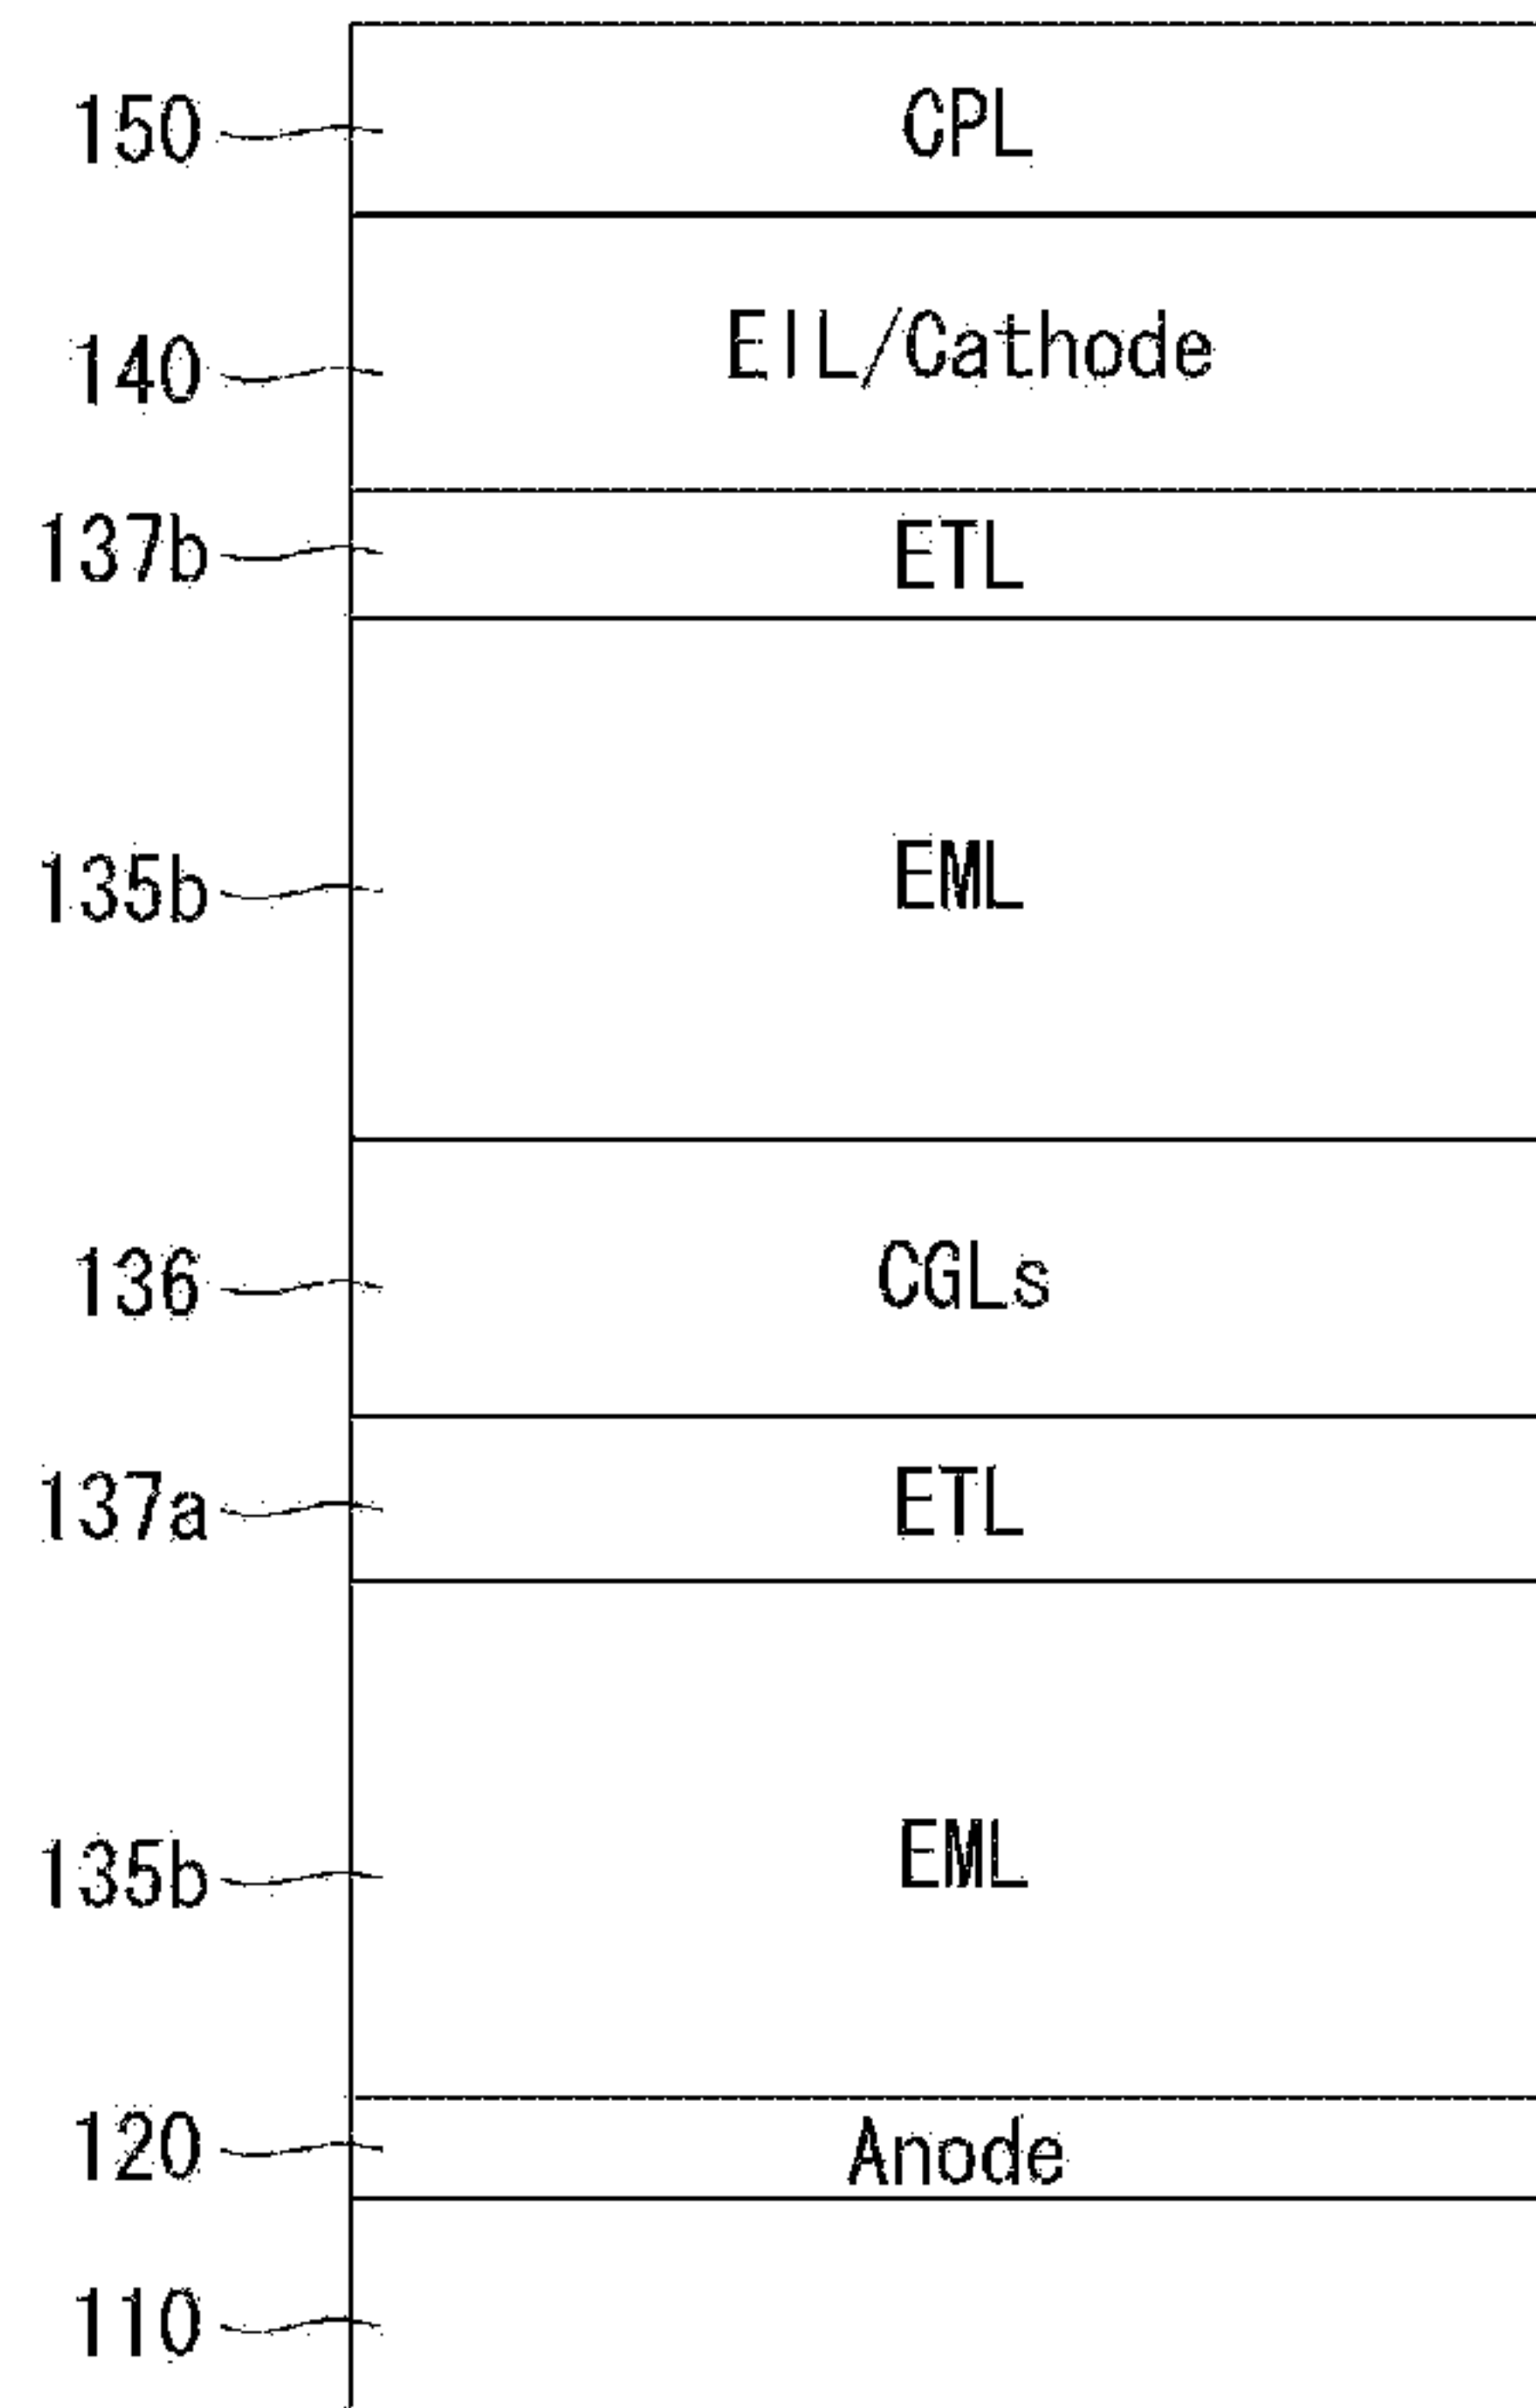 150 CPL
140 EIL/Cathode
137b ETL
135b EML
136 CGLs
137a ETL
135b EML
120 Anode
110